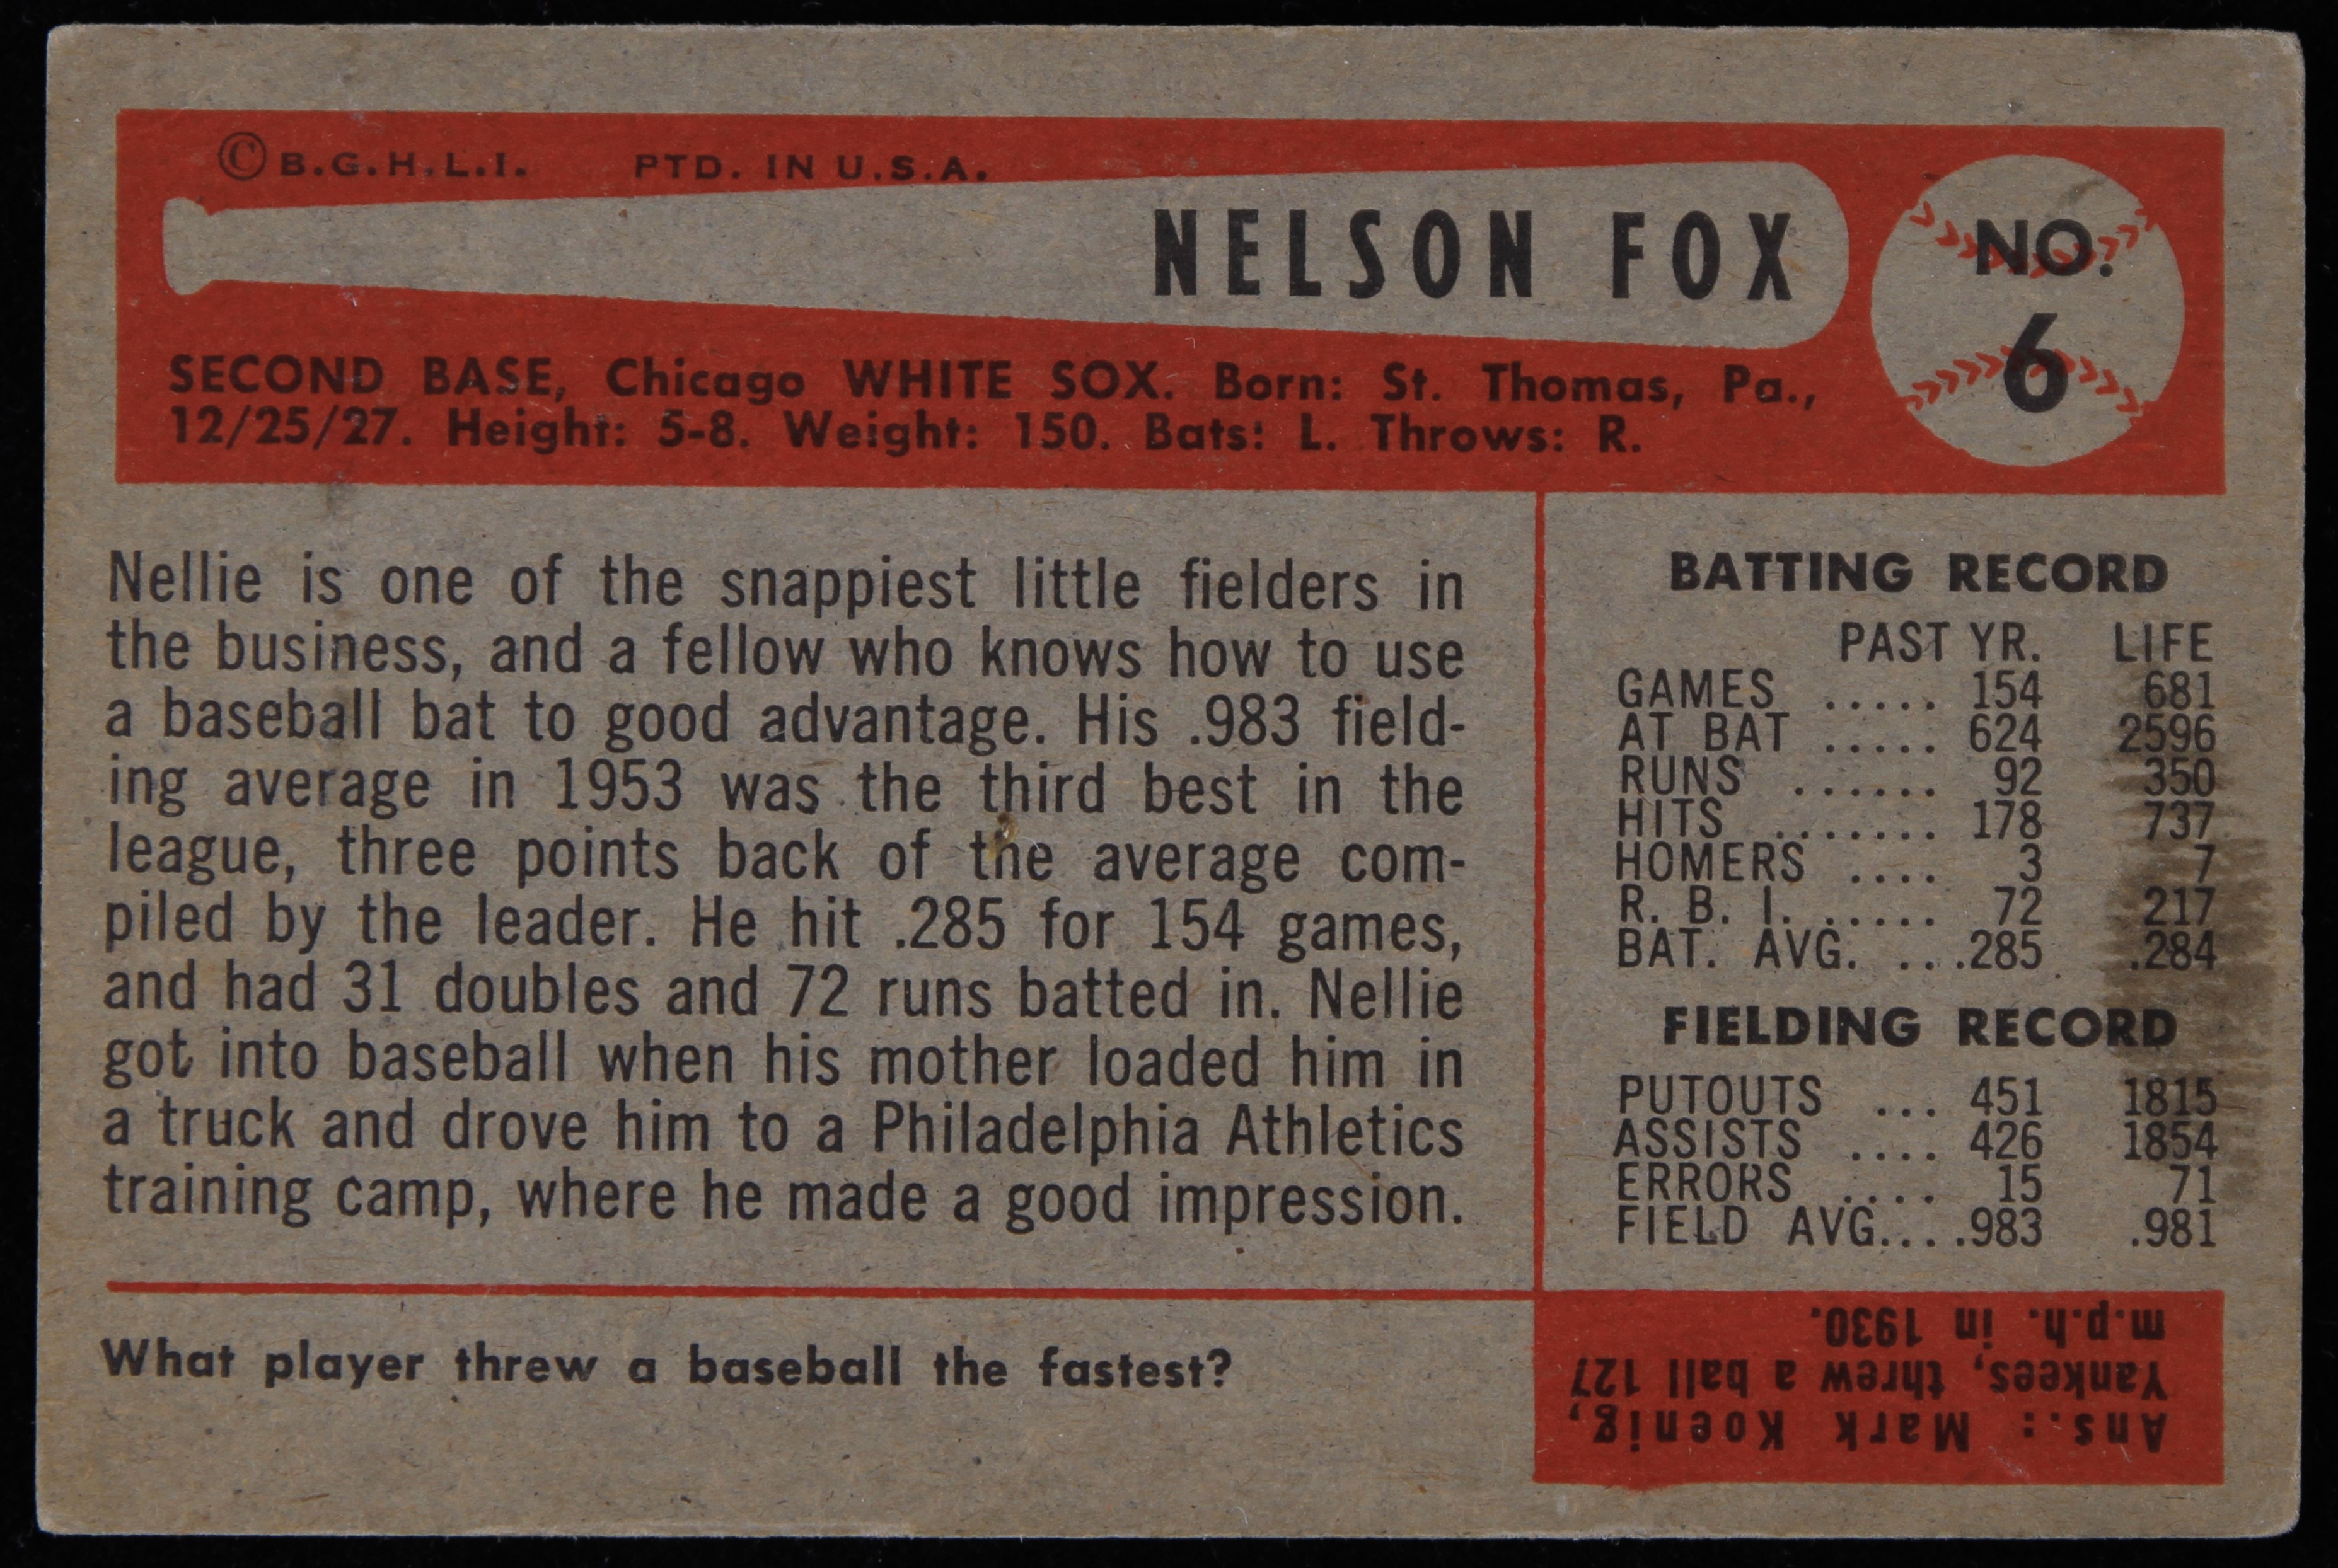 © B.G.H.L.I. PTD. IN U.S.A.
NELSON FOX
NO.
6
SECOND BASE, Chicago WHITE SOX. Born: St. Thomas, Pa.,
12/25/27. Height: 5-8. Weight: 150. Bats: L. Throws: R.
Nellie is one of the snappiest little fielders in
the business, and a fellow who knows how to use
a baseball bat to good advantage. His .983 field-
ing average in 1953 was the third best in the
league, three points back of the average com-
piled by the leader. He hit .285 for 154 games,
and had 31 doubles and 72 runs batted in. Nellie
got into baseball when his mother loaded him in
a truck and drove him to a Philadelphia Athletics
training camp, where he made a good impression.
BATTING RECORD
PAST YR. LIFE
GAMES ..... 154 681
AT BAT ..... 624 2596
RUNS ...... 92 350
HITS ........ 178 737
HOMERS .... 3 7
R. B. I. ...... 72 217
BAT. AVG. ....285 .284
FIELDING RECORD
PUTOUTS ... 451 1815
ASSISTS .... 426 1854
ERRORS .... 15 71
FIELD AVG....983 .981
What player threw a baseball the fastest?
Ans.: Mark Koenig,
Yankees, threw a ball 127
m.p.h. in 1930.